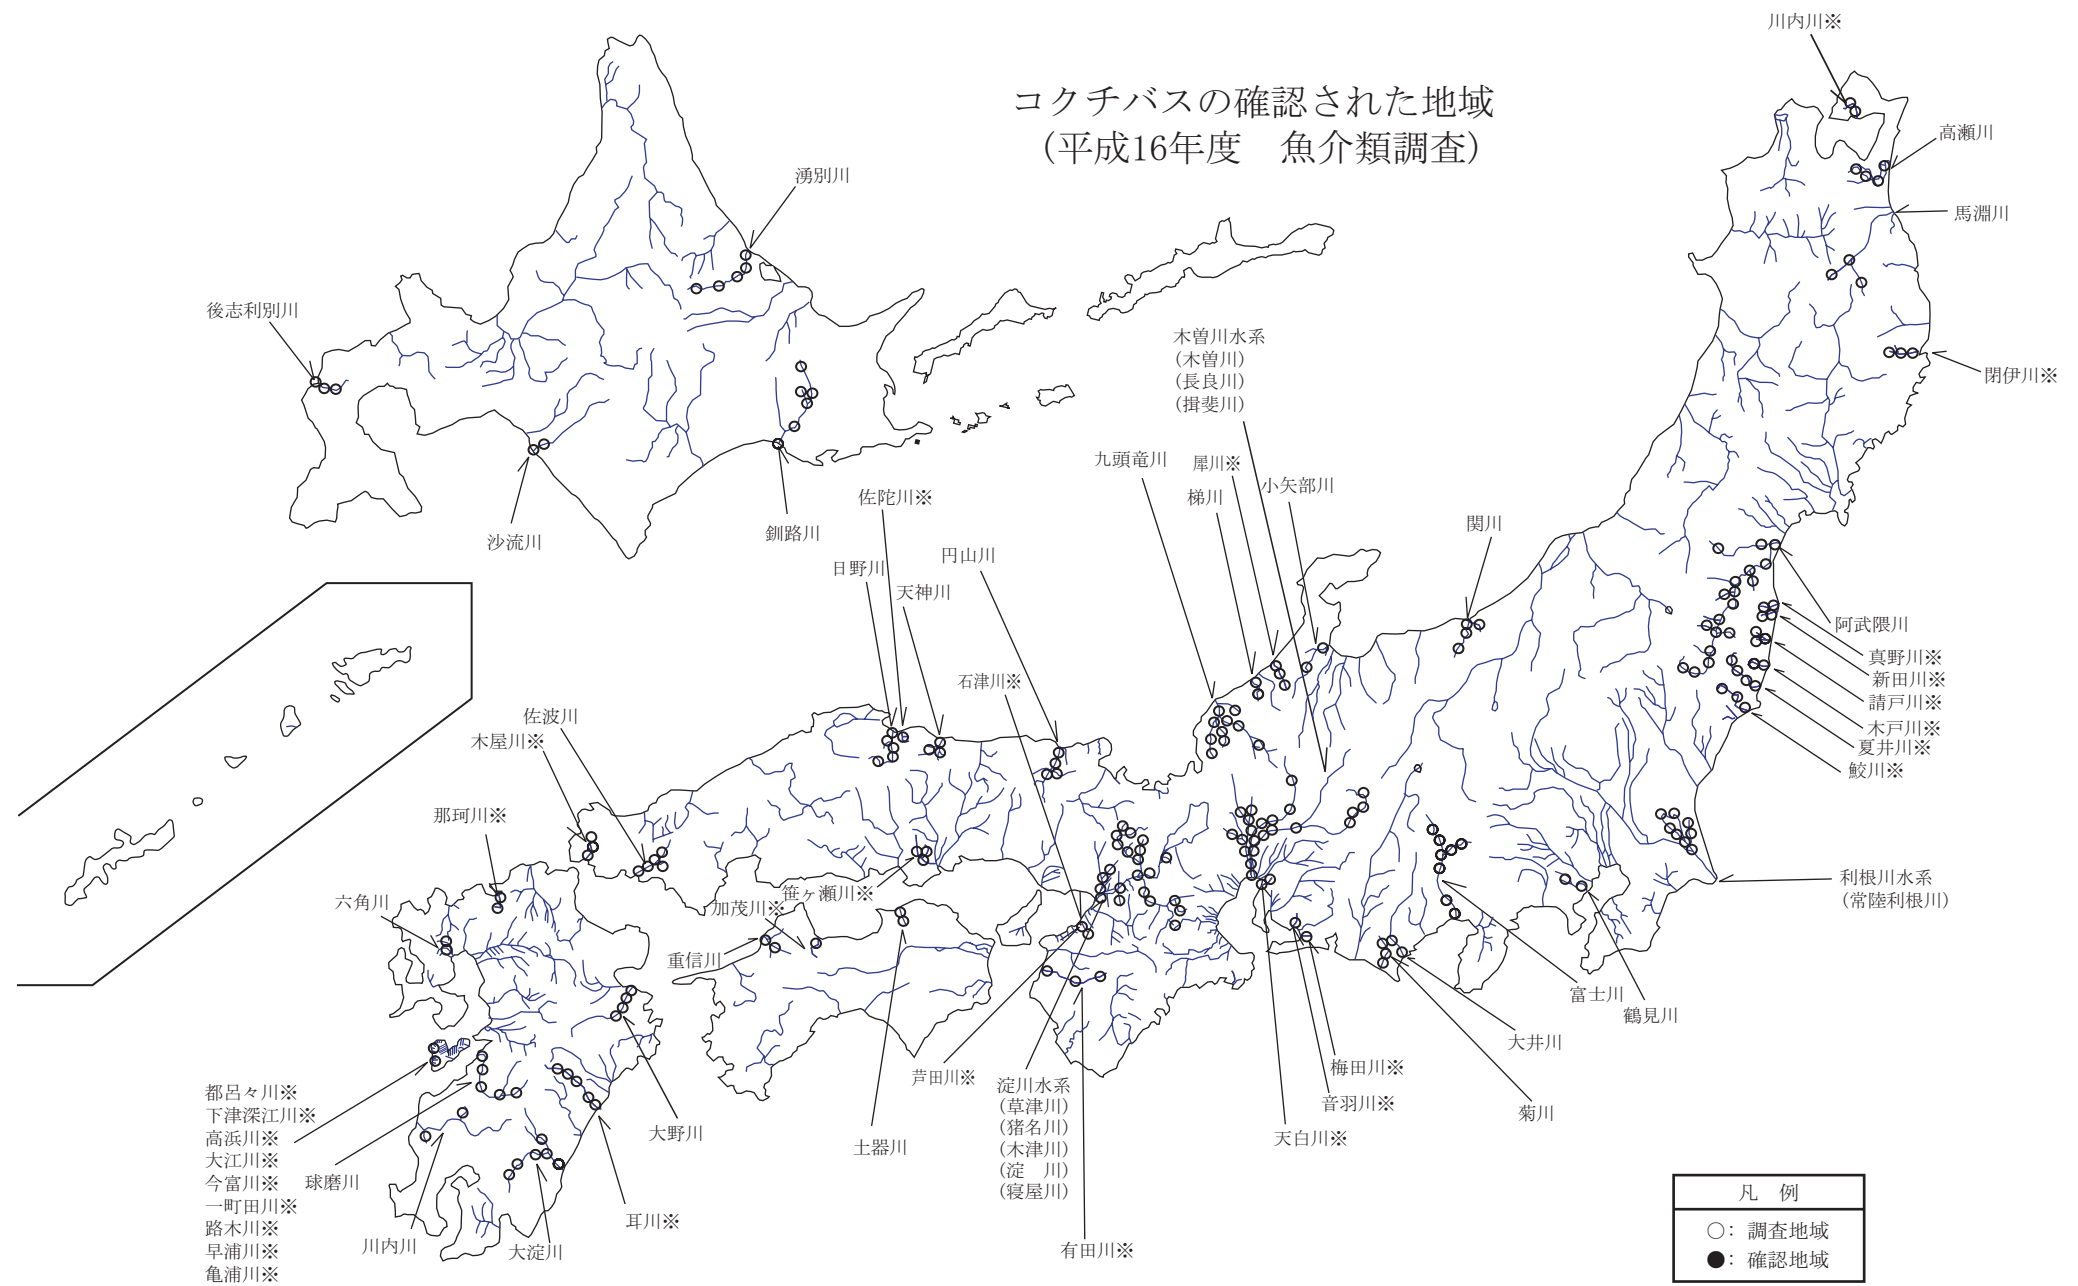 コクチバスの確認された地域
（平成16年度　魚介類調査）
川内川※
高瀬川
馬淵川
閉伊川※
湧別川
後志利別川
沙流川
釧路川
木曽川水系
（木曽川）
（長良川）
（揖斐川）
九頭竜川
犀川※
梯川
小矢部川
関川
佐陀川※
日野川
天神川
円山川
石津川※
佐波川
木屋川※
那珂川※
六角川
笹ヶ瀬川※
加茂川※
重信川
阿武隈川
真野川※
新田川※
請戸川※
木戸川※
夏井川※
鮫川※
利根川水系
（常陸利根川）
富士川
鶴見川
大井川
菊川
梅田川※
音羽川※
天白川※
芦田川※
淀川水系
（草津川）
（猪名川）
（木津川）
（淀　川）
（寝屋川）
有田川※
土器川
大野川
耳川※
大淀川
川内川
球磨川
都呂々川※
下津深江川※
高浜川※
大江川※
今富川※
一町田川※
路木川※
早浦川※
亀浦川※
凡　例
○：調査地域
●：確認地域